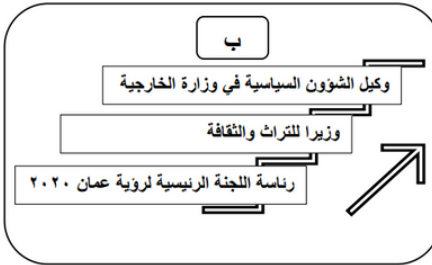 ب
وكيل الشؤون السياسية في وزارة الخارجية
وزيرا للتراث والثقافة
رئاسة اللجنة الرئيسية لرؤية عمان ٢٠٢٠